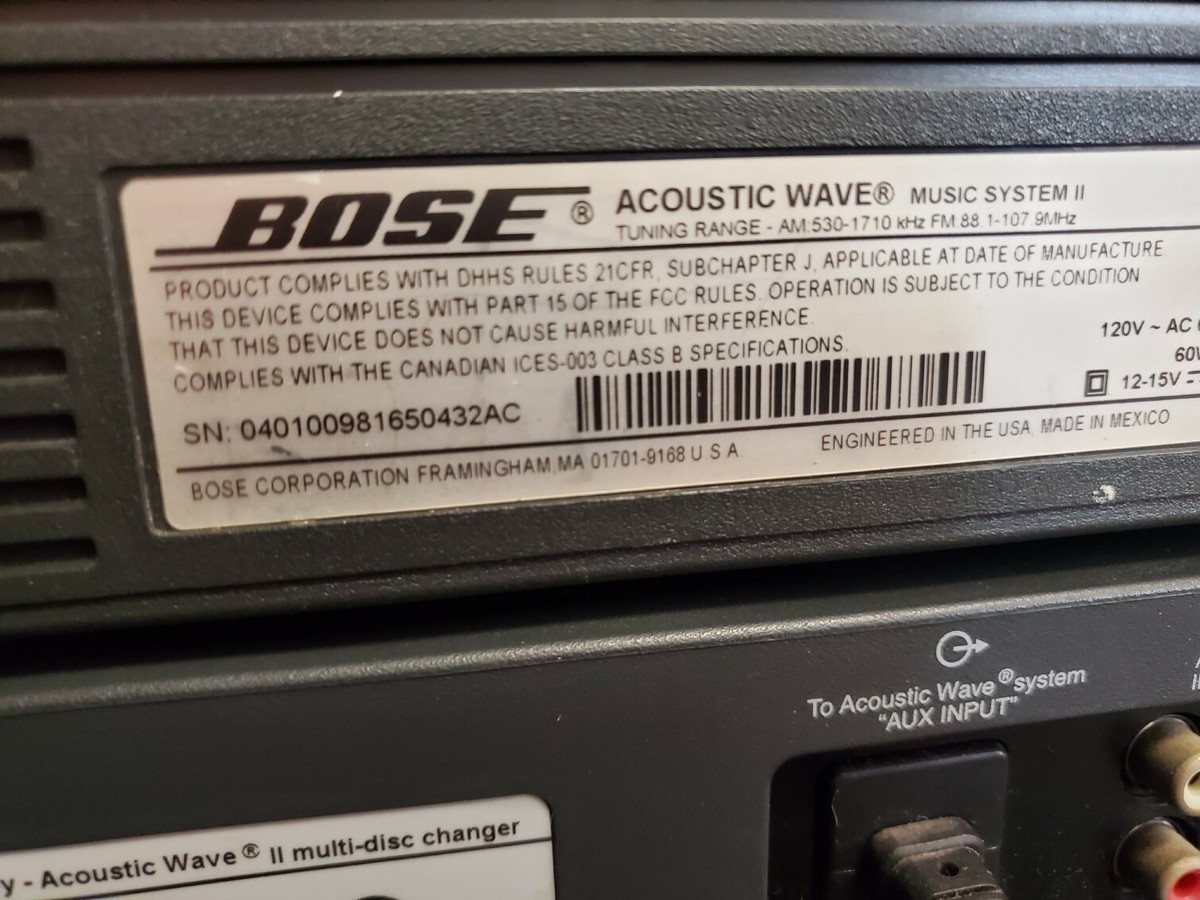 BOSE ® ACOUSTIC WAVE® MUSIC SYSTEM II
TUNING RANGE - AM:530-1710 kHz FM:88.1-107.9MHz
PRODUCT COMPLIES WITH DHHS RULES 21CFR, SUBCHAPTER J, APPLICABLE AT DATE OF MANUFACTURE
THIS DEVICE COMPLIES WITH PART 15 OF THE FCC RULES. OPERATION IS SUBJECT TO THE CONDITION
THAT THIS DEVICE DOES NOT CAUSE HARMFUL INTERFERENCE.
COMPLIES WITH THE CANADIAN ICES-003 CLASS B SPECIFICATIONS.
120V ~ AC
60W
12-15V
SN: 040100981650432AC
BOSE CORPORATION FRAMINGHAM,MA 01701-9168 U S A
ENGINEERED IN THE USA, MADE IN MEXICO
To Acoustic Wave® system
"AUX INPUT"
y - Acoustic Wave® II multi-disc changer